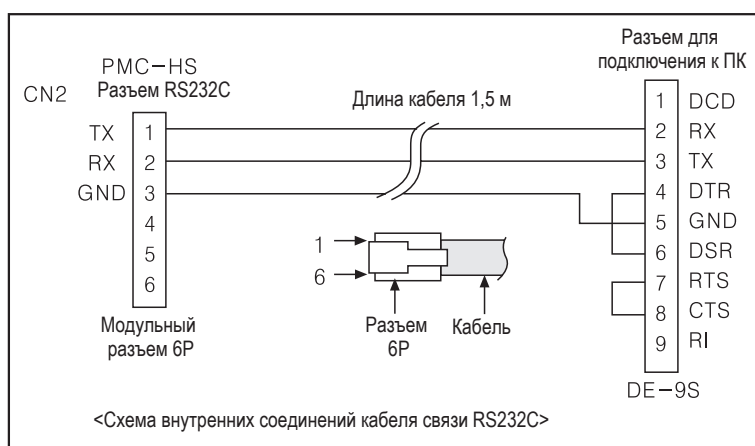 CN2
PMC-HS
Разъем RS232C
TX 1
RX 2
GND 3
4
5
6
Модульный
разъем 6P
Длина кабеля 1,5 м
1
6
Разъем
6P
Кабель
Разъем для
подключения к ПК
1 DCD
2 RX
3 TX
4 DTR
5 GND
6 DSR
7 RTS
8 CTS
9 RI
DE-9S
<Схема внутренних соединений кабеля связи RS232C>